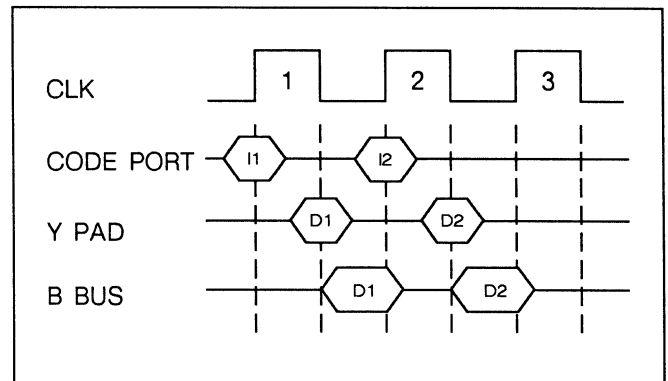 CLK 1 2 3
CODE PORT I1 I2
Y PAD D1 D2
B BUS D1 D2